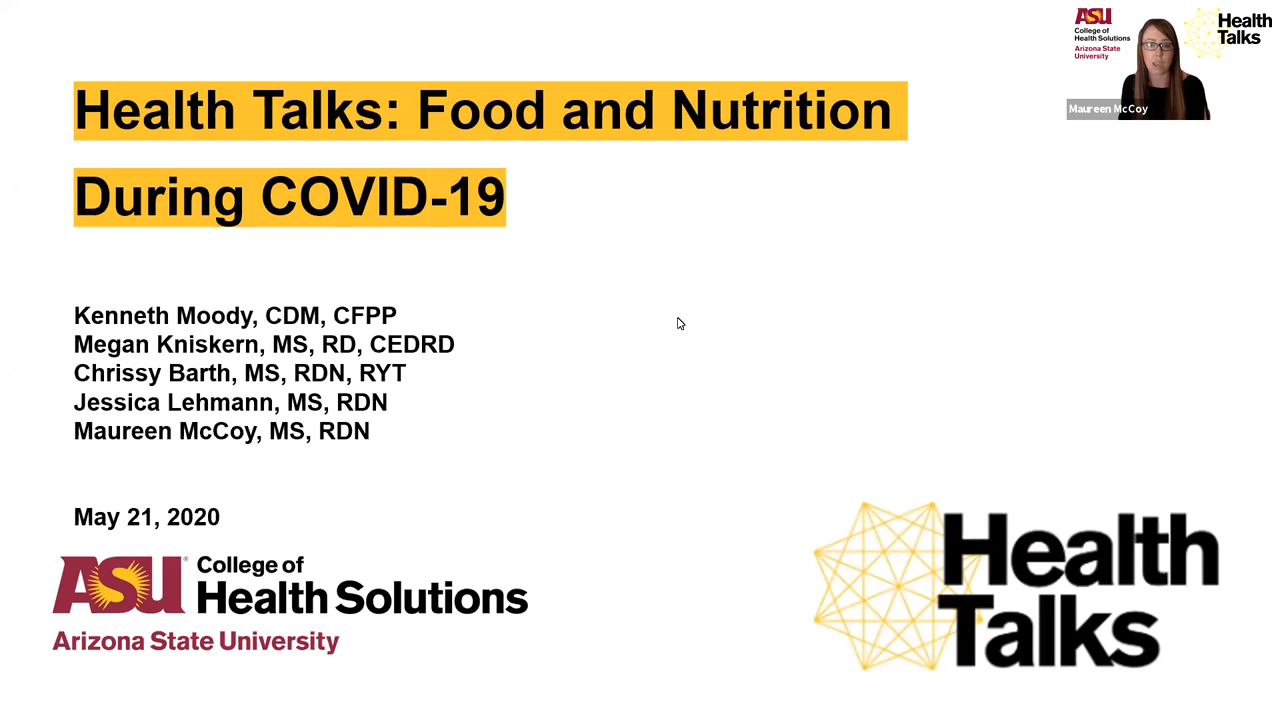 ASU
College of
Health Solutions
Arizona State
University
Health
Talks
Maureen McCoy
Health Talks: Food and Nutrition
During COVID-19
Kenneth Moody, CDM, CFPP
Megan Kniskern, MS, RD, CEDRD
Chrissy Barth, MS, RDN, RYT
Jessica Lehmann, MS, RDN
Maureen McCoy, MS, RDN
May 21, 2020
ASU® College of
Health Solutions
Arizona State University
Health
Talks